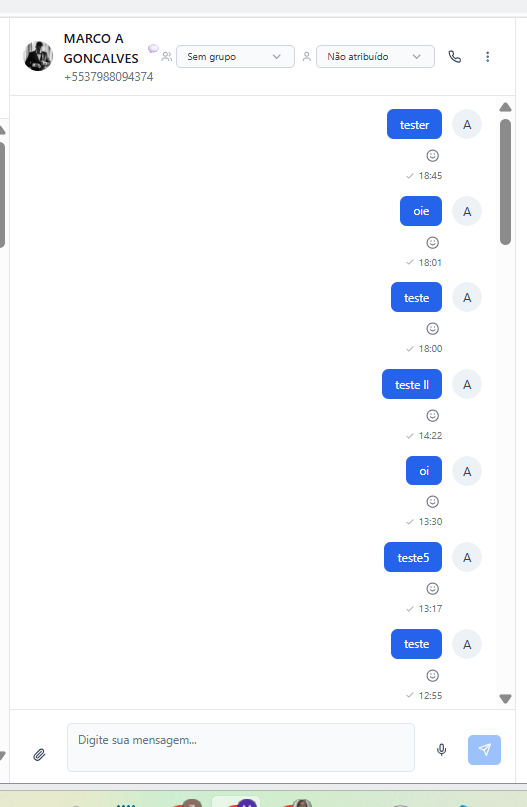 MARCO A
GONCALVES
+5537988094374
Sem grupo
Não atribuído
tester
A
18:45
oie
A
18:01
teste
A
18:00
teste II
A
14:22
oi
A
13:30
teste5
A
13:17
teste
A
12:55
Digite sua mensagem...